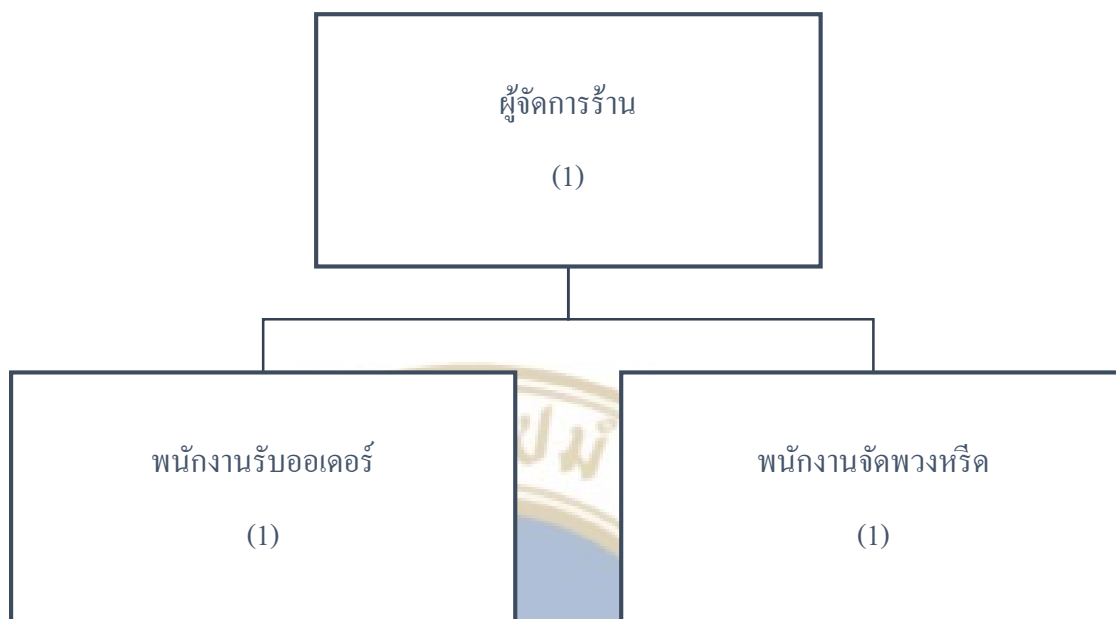 ผู้จัดการร้าน
(1)
พนักงานรับออเดอร์
(1)
พนักงานจัดพวงหรีด
(1)